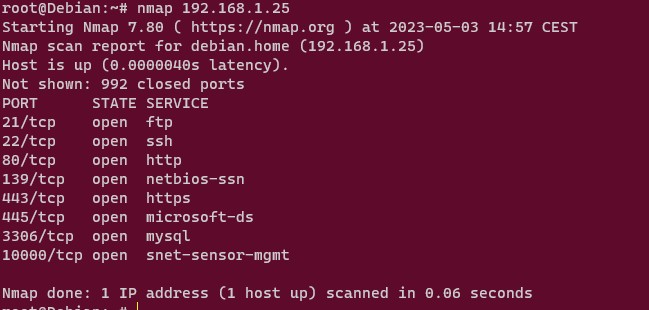 root@Debian:~# nmap 192.168.1.25
Starting Nmap 7.80 ( https://nmap.org ) at 2023-05-03 14:57 CEST
Nmap scan report for debian.home (192.168.1.25)
Host is up (0.0000040s latency).
Not shown: 992 closed ports
PORT      STATE SERVICE
21/tcp    open  ftp
22/tcp    open  ssh
80/tcp    open  http
139/tcp   open  netbios-ssn
443/tcp   open  https
445/tcp   open  microsoft-ds
3306/tcp  open  mysql
10000/tcp open  snet-sensor-mgmt

Nmap done: 1 IP address (1 host up) scanned in 0.06 seconds
root@Debian:~#